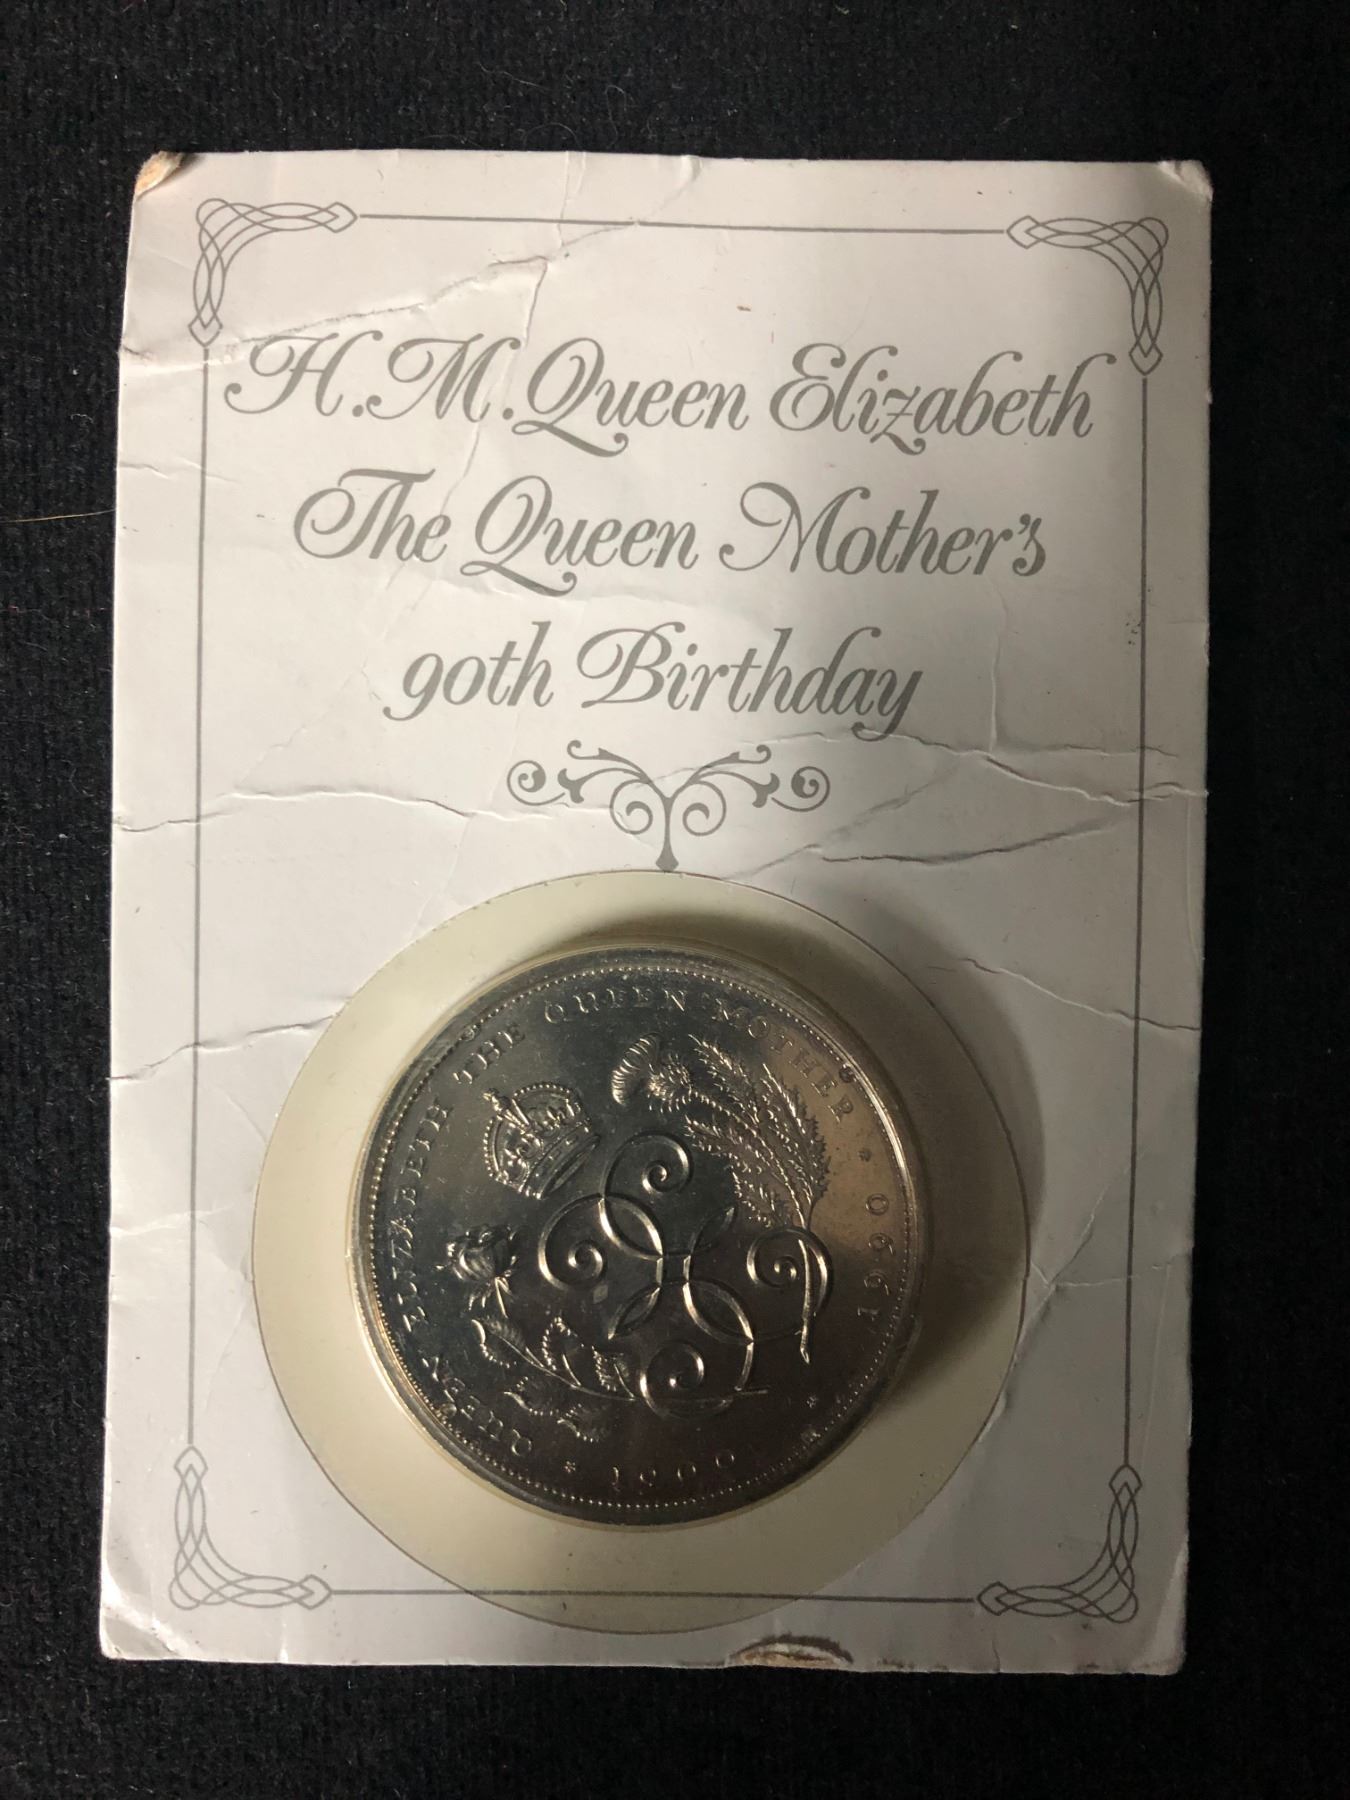 H.M. Queen Elizabeth
The Queen Mother's
90th Birthday
QUEEN ELIZABETH THE QUEEN MOTHER * 1990
* 1900